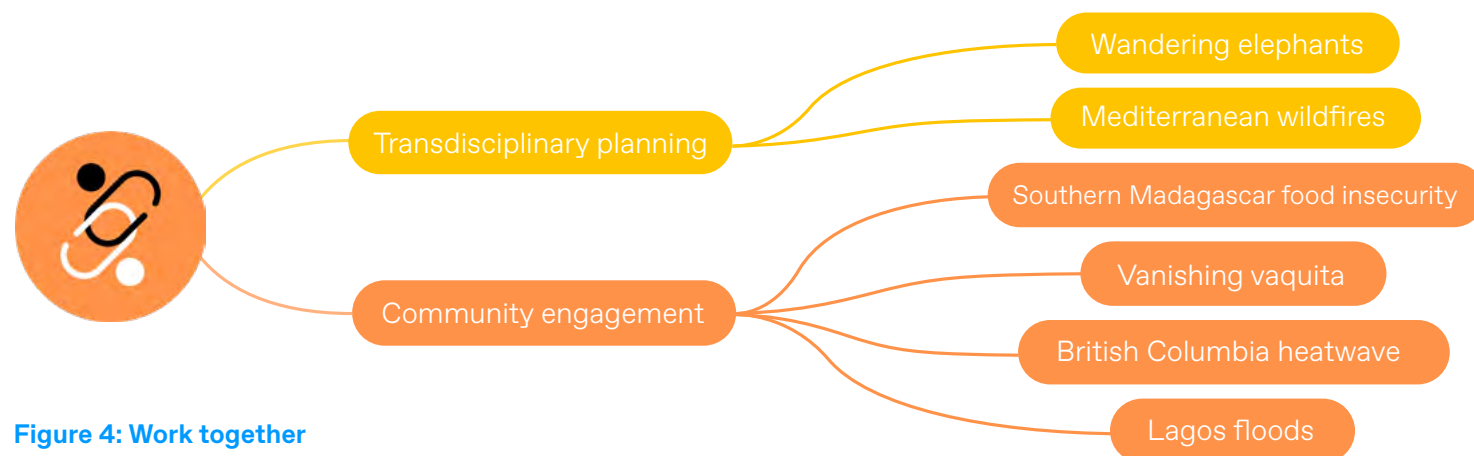 Wandering elephants
Mediterranean wildfires
Transdisciplinary planning
Southern Madagascar food insecurity
Vanishing vaquita
Community engagement
British Columbia heatwave
Lagos floods
Figure 4: Work together